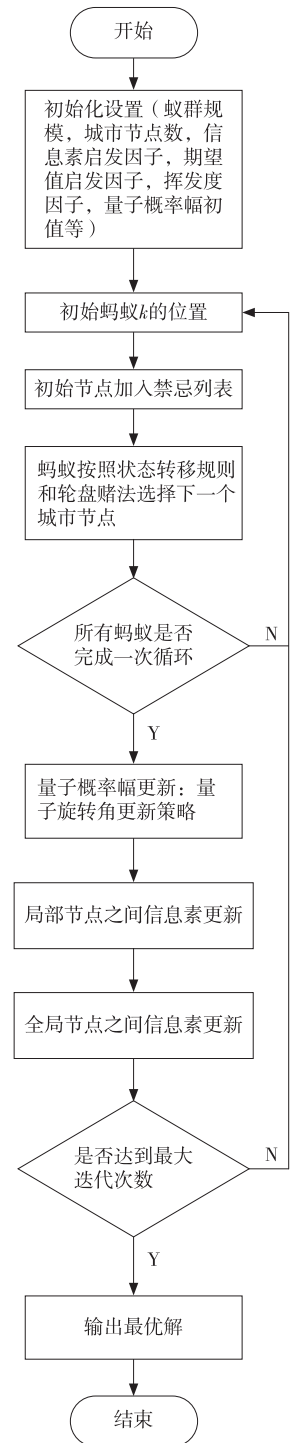 开始
初始化设置（蚁群规
模，城市节点数，信
息素启发因子，期望
值启发因子，挥发度
因子，量子概率幅初
值等）
初始蚂蚁k的位置
初始节点加入禁忌列表
蚂蚁按照状态转移规则
和轮盘赌法选择下一个
城市节点
所有蚂蚁是否
完成一次循环
N
Y
量子概率幅更新：量
子旋转角更新策略
局部节点之间信息素更新
全局节点之间信息素更新
是否达到最大
迭代次数
N
Y
输出最优解
结束